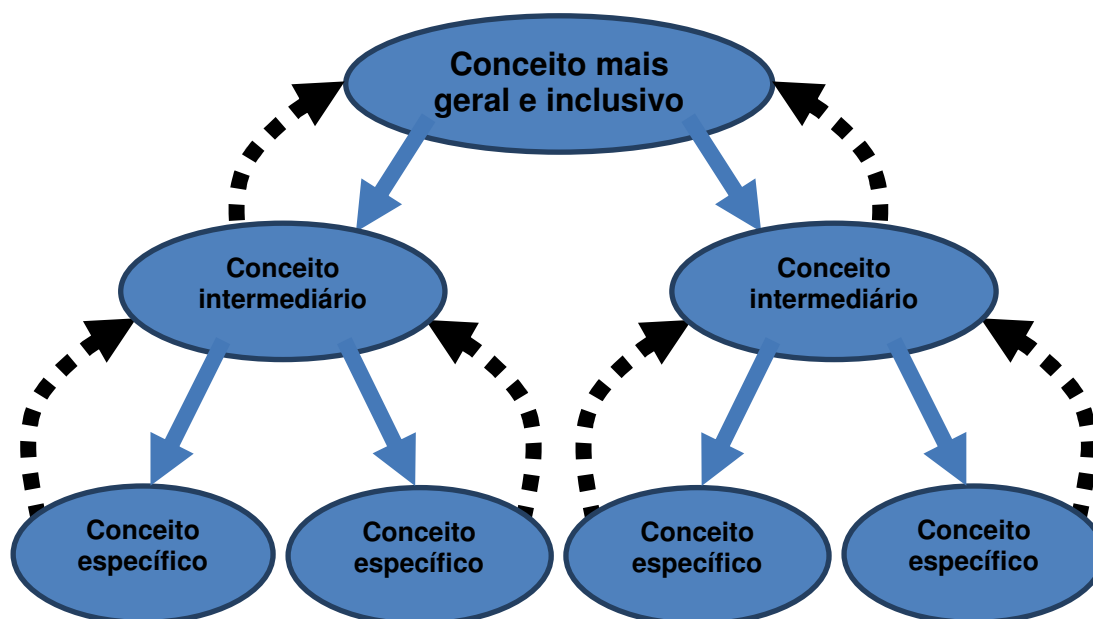 Conceito mais
geral e inclusivo
Conceito
intermediário
Conceito
intermediário
Conceito
específico
Conceito
específico
Conceito
específico
Conceito
específico